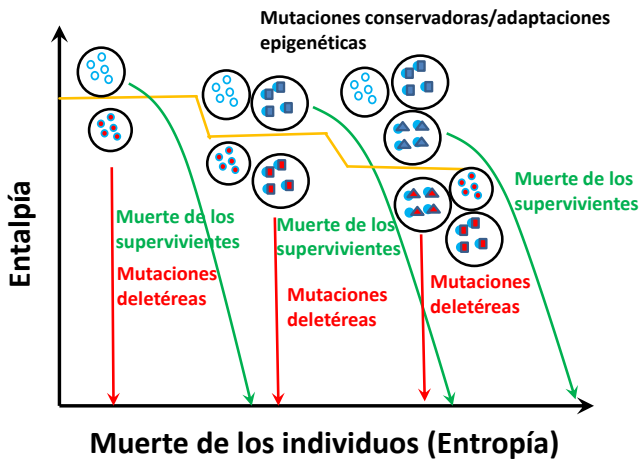 Mutaciones conservadoras/adaptaciones
epigenéticas
Entalpía
Muerte de los
supervivientes
Mutaciones
deletéreas
Muerte de los
supervivientes
Mutaciones
deletéreas
Muerte de los
supervivientes
Mutaciones
deletéreas
Muerte de los individuos (Entropía)